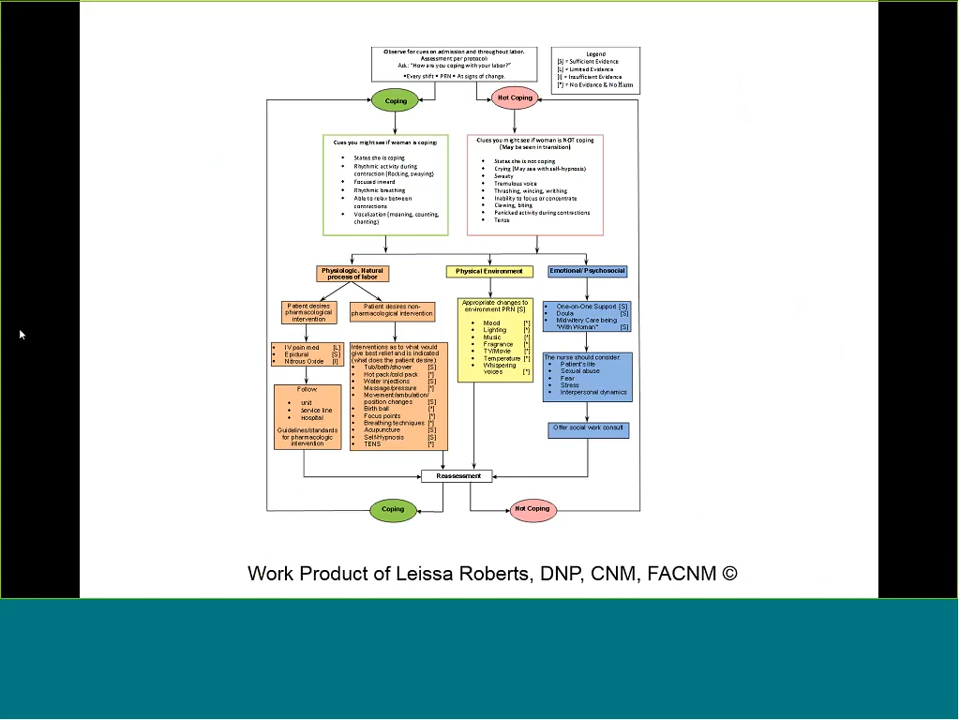 Observe for cues on admission and throughout labor.
Assessment per protocol:
Ask: "How are you coping with your labor?"
•Every shift • PRN • At signs of change.
Legend
[S] = Sufficient Evidence
[L] = Limited Evidence
[I] = Insufficient Evidence
[*] = No Evidence & No Harm
Coping
Not Coping
Cues you might see if woman is coping:
• States she is coping
• Rhythmic activity during
contraction (Rocking, swaying)
• Focused inward
• Rhythmic breathing
• Able to relax between
contractions
• Vocalization (moaning, counting,
chanting)
Clues you might see if woman is NOT coping
(May be seen in transition)
• States she is not coping
• Crying (May see with self-hypnosis)
• Sweaty
• Tremulous voice
• Thrashing, wincing, writhing
• Inability to focus or concentrate
• Clawing, biting
• Panicked activity during contractions
• Tense
Physiologic. Natural
process of labor
Physical Environment
Emotional/Psychosocial
Patient desires
pharmacological
intervention
Patient desires non-
pharmacological intervention
• IV pain med [L]
• Epidural [S]
• Nitrous Oxide [I]
Follow:
• unit
• service line
• hospital
Guidelines/standards
for pharmacologic
intervention
Interventions as to what would
give best relief and is indicated
(what does the patient desire):
• Tub/bath/shower [S]
• Hot pack/cold pack [*]
• Water injections [S]
• Massage/pressure [*]
• Movement/ambulation/
position changes [S]
• Birth ball [*]
• Focus points [*]
• Breathing techniques [*]
• Acupuncture [S]
• Self-Hypnosis [S]
• TENS [*]
Appropriate changes to
environment PRN [S]
• Mood [*]
• Lighting [*]
• Music [*]
• Fragrance [*]
• TV/Movie [*]
• Temperature [*]
• Whispering
voices [*]
• One-on-One Support [S]
• Doula [S]
• Midwifery Care being
"With Woman" [S]
The nurse should consider:
• Patient's life
• Sexual abuse
• Fear
• Stress
• Interpersonal dynamics
Offer social work consult
Reassessment
Coping
Not Coping
Work Product of Leissa Roberts, DNP, CNM, FACNM ©